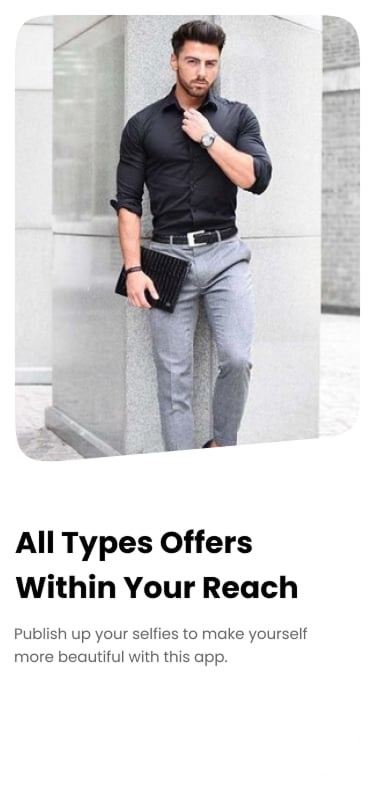 All Types Offers
Within Your Reach
Publish up your selfies to make yourself
more beautiful with this app.